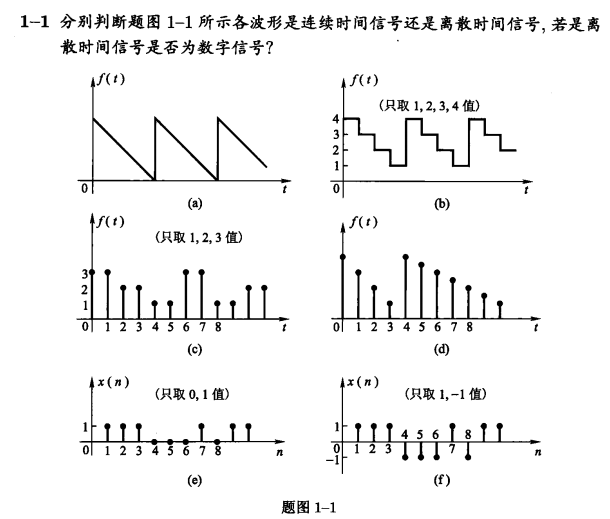 1-1 分别判断题图 1-1 所示各波形是连续时间信号还是离散时间信号,若是离
散时间信号是否为数字信号?
f(t)
0 t
(a)
f(t)
(只取 1, 2, 3, 4 值)
4
3
2
1
0 t
(b)
f(t)
(只取 1, 2, 3 值)
3
2
1
0 1 2 3 4 5 6 7 8 t
(c)
f(t)
0 1 2 3 4 5 6 7 8 t
(d)
x(n)
(只取 0, 1 值)
1
0 1 2 3 4 5 6 7 8 n
(e)
x(n)
(只取 1, -1 值)
1
4 5 6 8
0 1 2 3 7 n
-1
(f)
题图 1-1